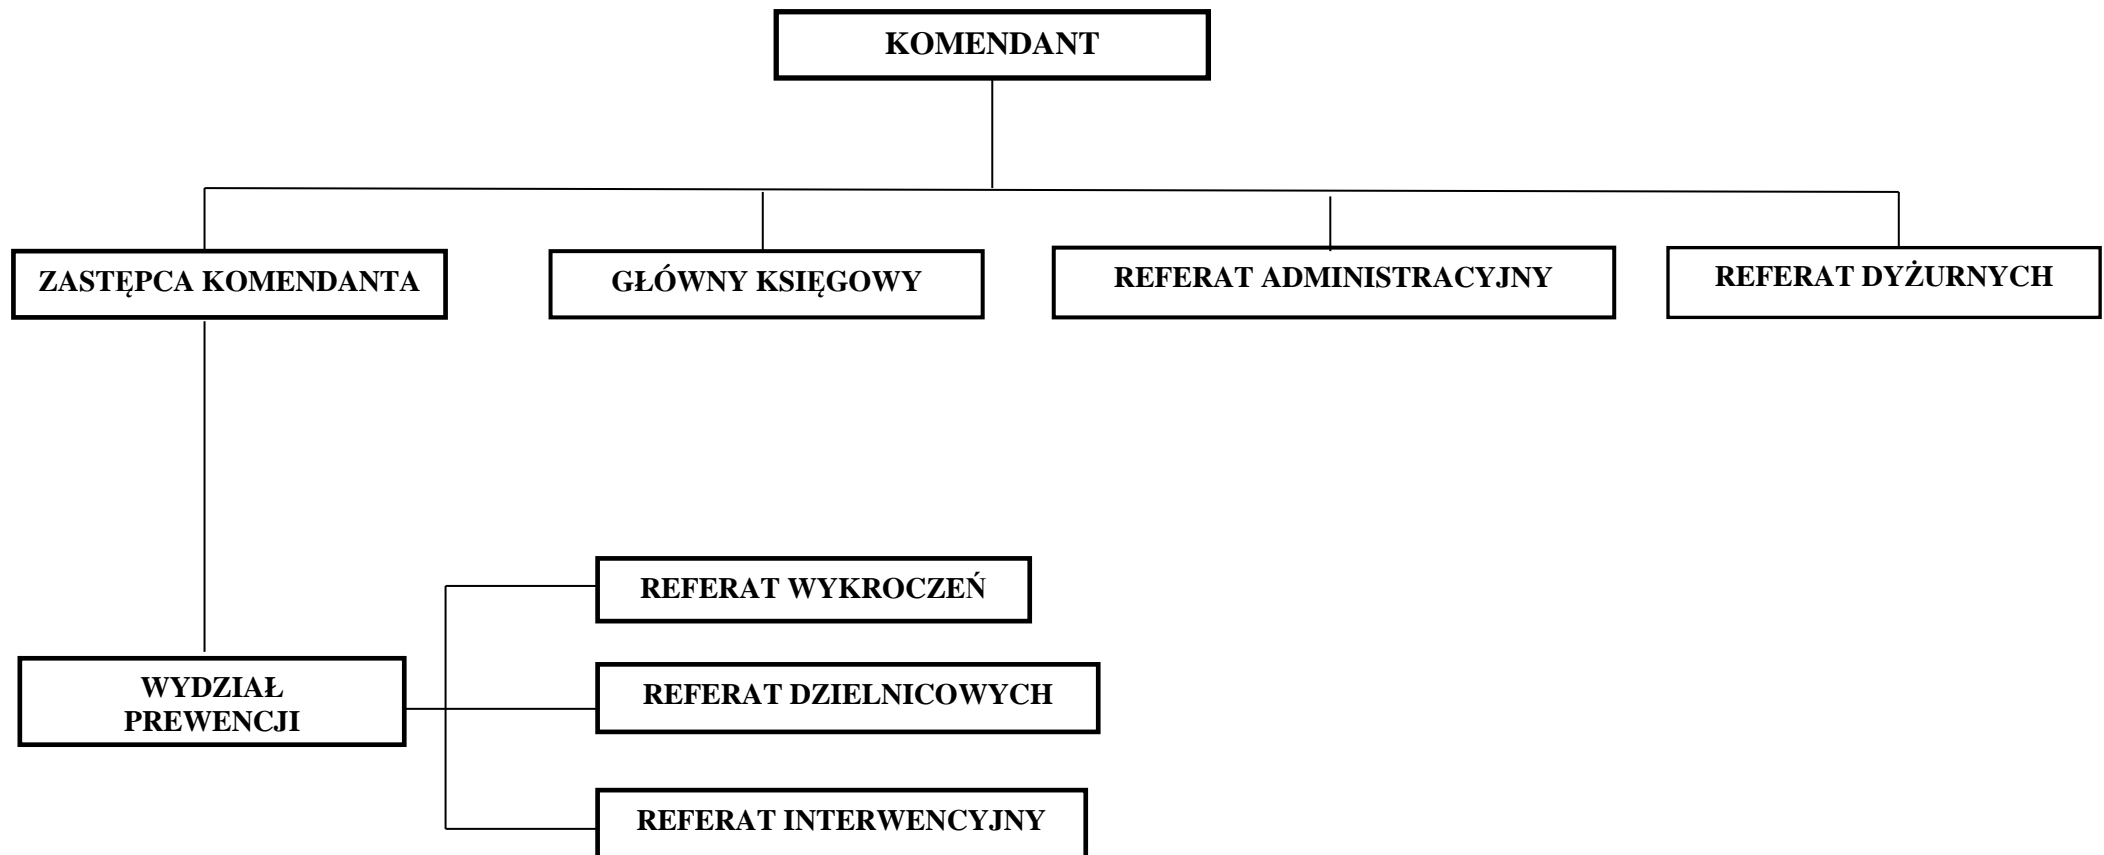 KOMENDANT
ZASTĘPCA KOMENDANTA
GŁÓWNY KSIĘGOWY
REFERAT ADMINISTRACYJNY
REFERAT DYŻURNYCH
REFERAT WYKROCZEŃ
WYDZIAŁ
PREWENCJI
REFERAT DZIELNICOWYCH
REFERAT INTERWENCYJNY